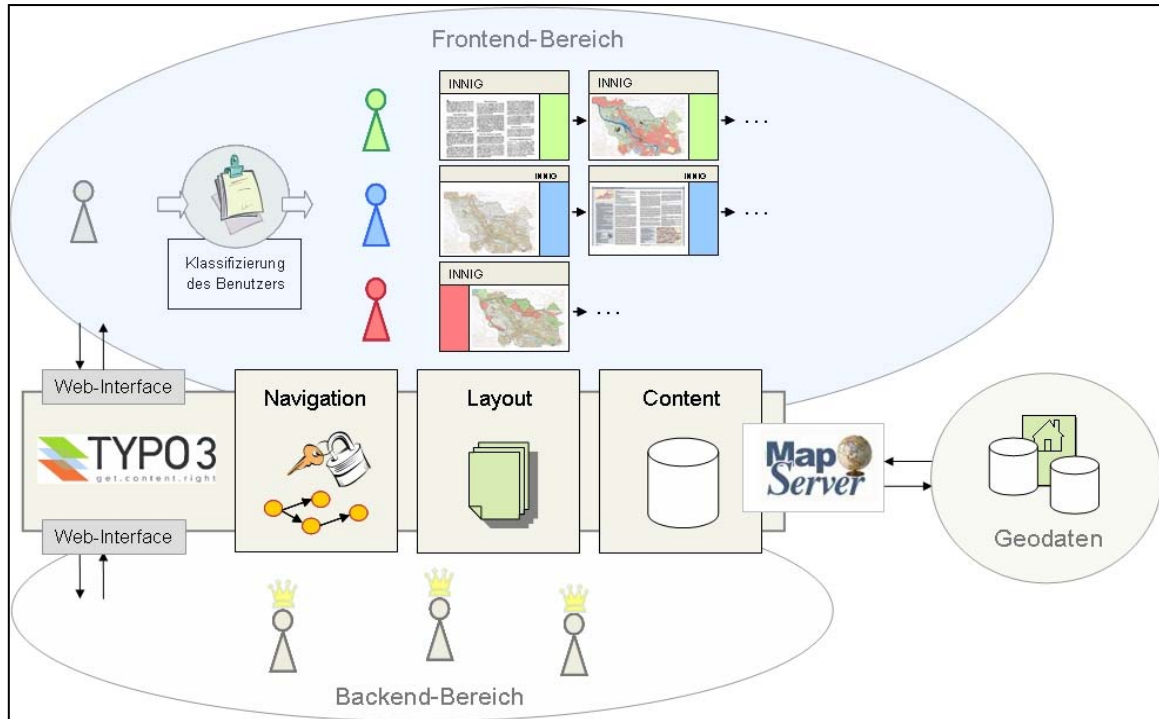 Frontend-Bereich
INNIG
INNIG
. . .
INNIG
INNIG
. . .
Klassifizierung
des Benutzers
INNIG
. . .
Web-Interface
Navigation
Layout
Content
TYPO3
get.content.right
Map
Server
Web-Interface
Geodaten
Backend-Bereich